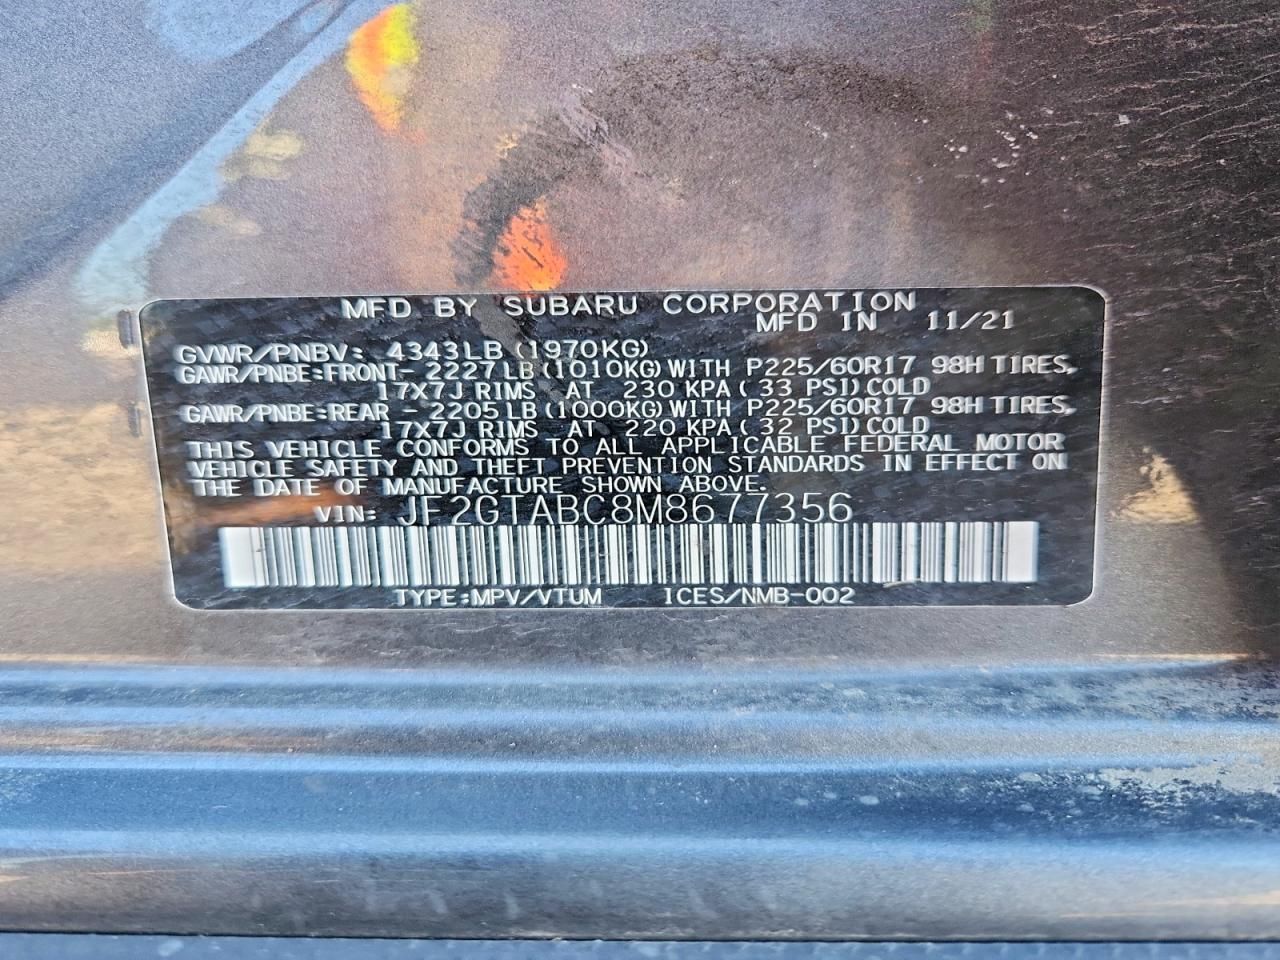 MFD BY SUBARU CORPORATION
MFD IN 11/21
GVWR/PNBV: 4343LB (1970KG)
GAWR/PNBE:FRONT- 2227LB(1010KG)WITH P225/60R17 98H TIRES,
17X7J RIMS AT 230 KPA(33 PSI)COLD
GAWR/PNBE:REAR - 2205LB(1000KG)WITH P225/60R17 98H TIRES,
17X7J RIMS AT 220 KPA(32 PSI)COLD
THIS VEHICLE CONFORMS TO ALL APPLICABLE FEDERAL MOTOR
VEHICLE SAFETY AND THEFT PREVENTION STANDARDS IN EFFECT ON
THE DATE OF MANUFACTURE SHOWN ABOVE.
VIN: JF2GTABC8M8677356
TYPE:MPV/VTUM ICES/NMB-002